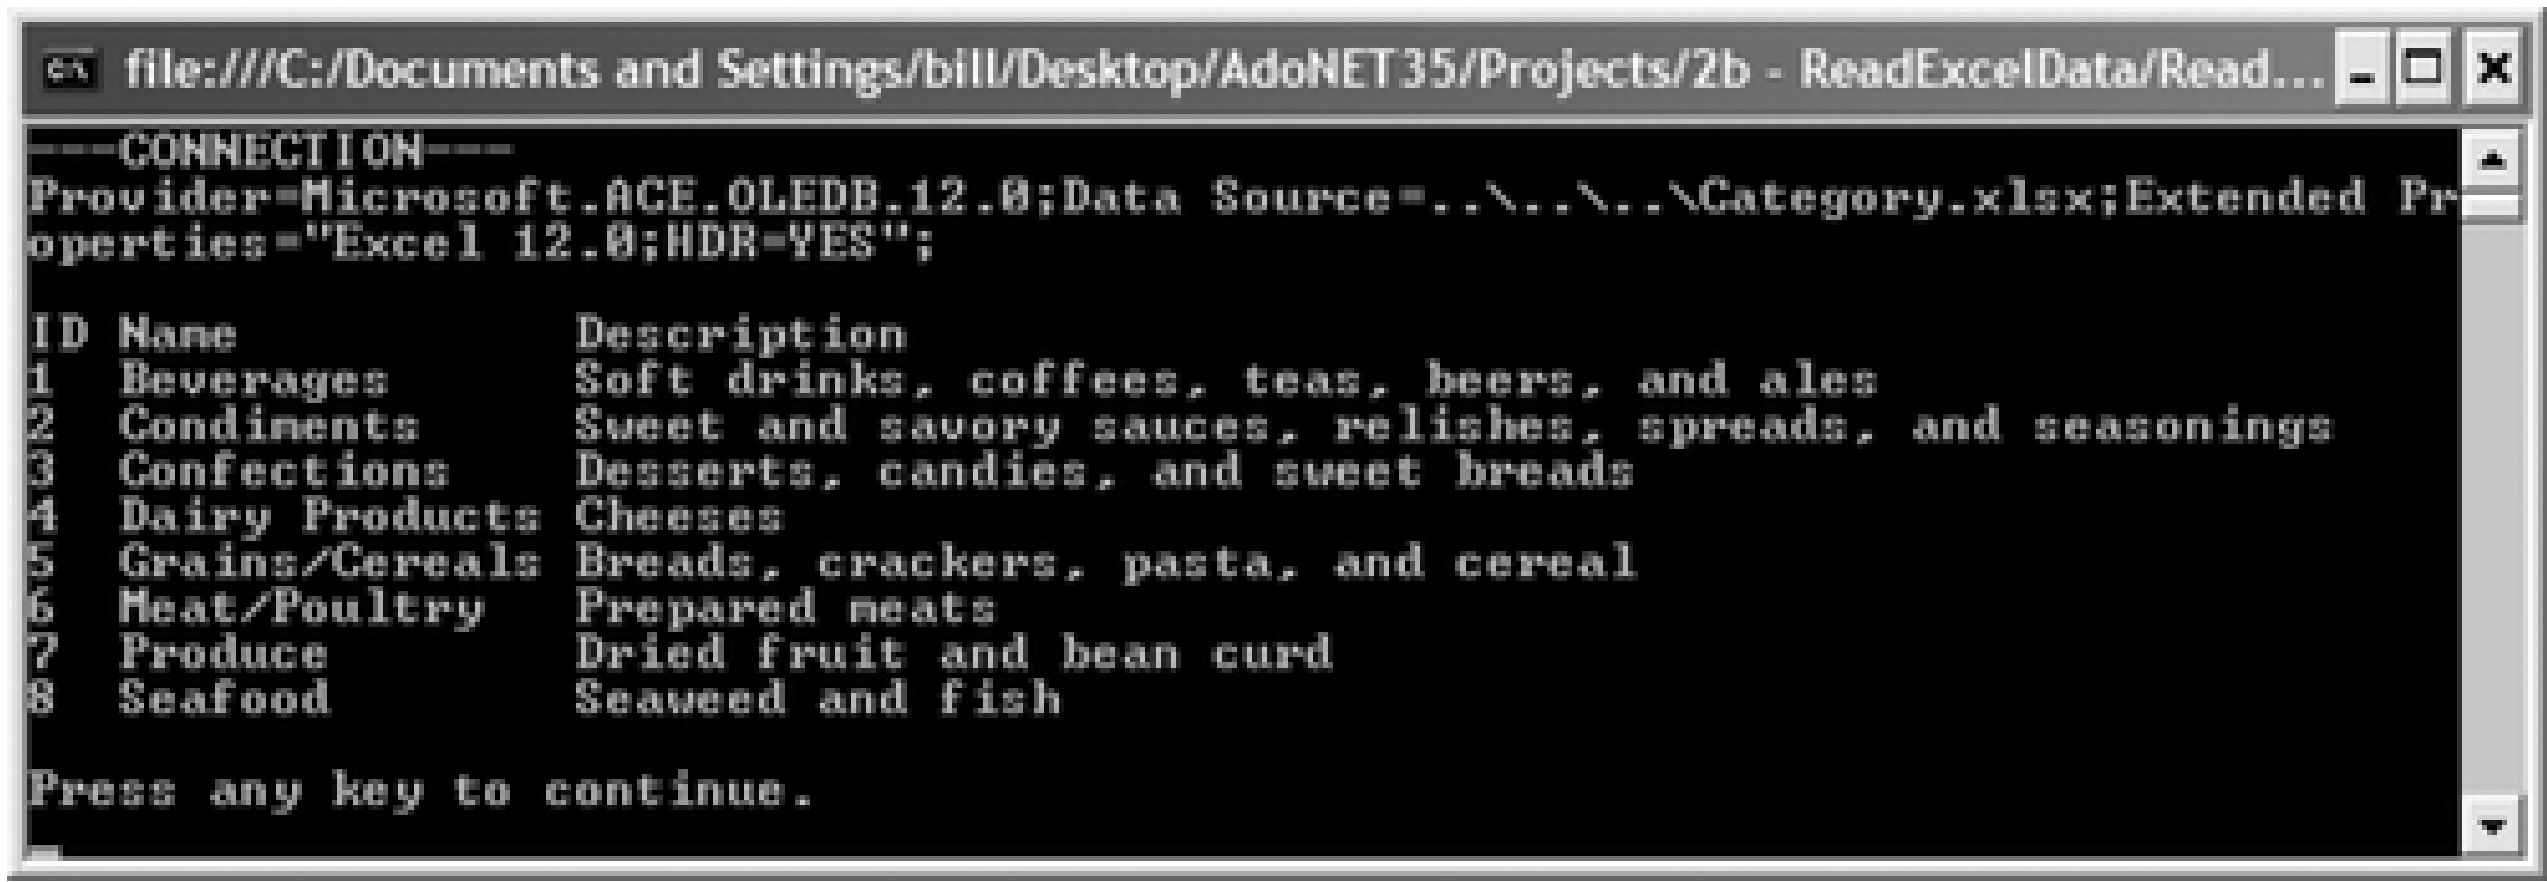 file:///C:/Documents and Settings/bill/Desktop/AdoNET35/Projects/2b - ReadExcelData/Read...
---CONNECTION---
Provider=Microsoft.ACE.OLEDB.12.0;Data Source=..\..\..\Category.xlsx;Extended Pr
operties="Excel 12.0;HDR=YES";
ID Name Description
1 Beverages Soft drinks, coffees, teas, beers, and ales
2 Condiments Sweet and savory sauces, relishes, spreads, and seasonings
3 Confections Desserts, candies, and sweet breads
4 Dairy Products Cheeses
5 Grains/Cereals Breads, crackers, pasta, and cereal
6 Meat/Poultry Prepared meats
7 Produce Dried fruit and bean curd
8 Seafood Seaweed and fish
Press any key to continue.